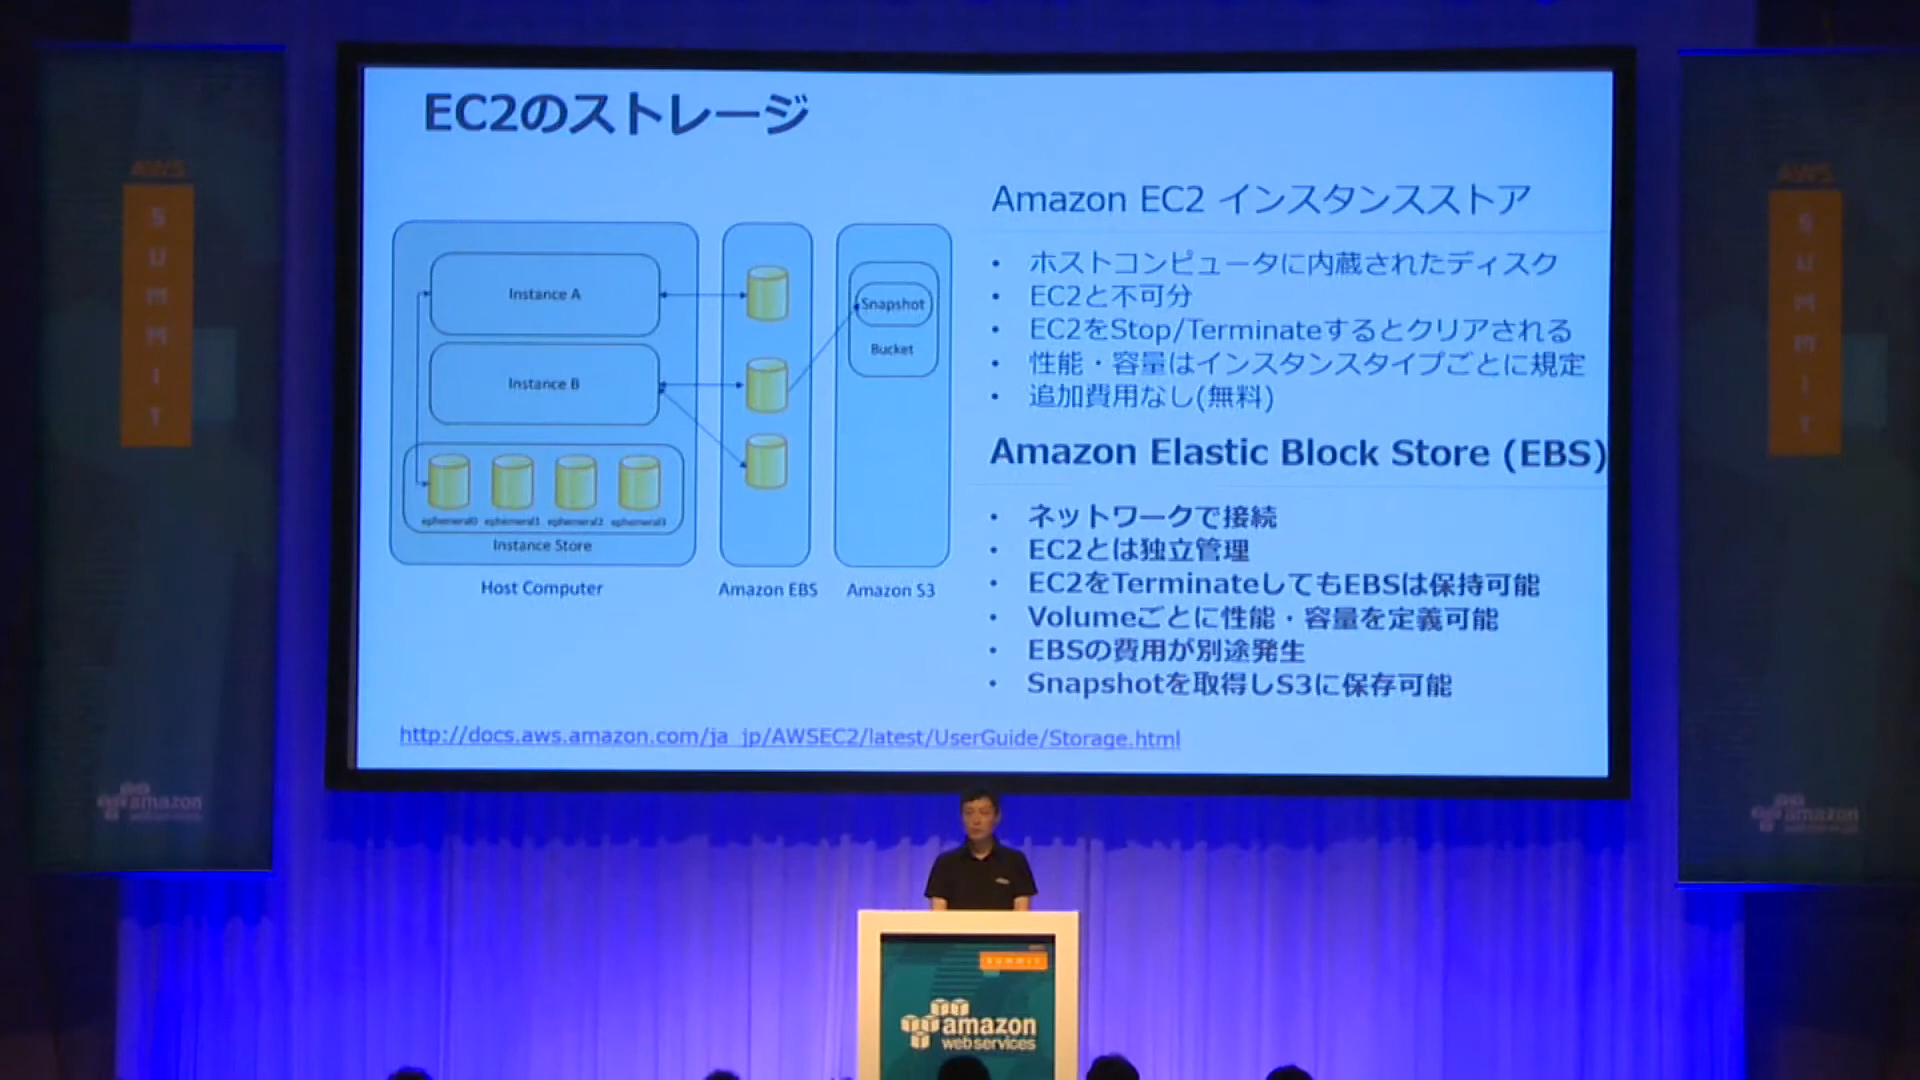 EC2のストレージ
Instance A
Instance B
ephemeral0 ephemeral1 ephemeral2 ephemeral3
Instance Store
Host Computer
Amazon EBS
Snapshot
Bucket
Amazon S3
Amazon EC2 インスタンスストア
• ホストコンピュータに内蔵されたディスク
• EC2と不可分
• EC2をStop/Terminateするとクリアされる
• 性能・容量はインスタンスタイプごとに規定
• 追加費用なし(無料)
Amazon Elastic Block Store (EBS)
• ネットワークで接続
• EC2とは独立管理
• EC2をTerminateしてもEBSは保持可能
• Volumeごとに性能・容量を定義可能
• EBSの費用が別途発生
• Snapshotを取得しS3に保存可能
http://docs.aws.amazon.com/ja_jp/AWSEC2/latest/UserGuide/Storage.html
AWS
SUMMIT
amazon
web services
AWS
SUMMIT
amazon
web services
SUMMIT
amazon
web services